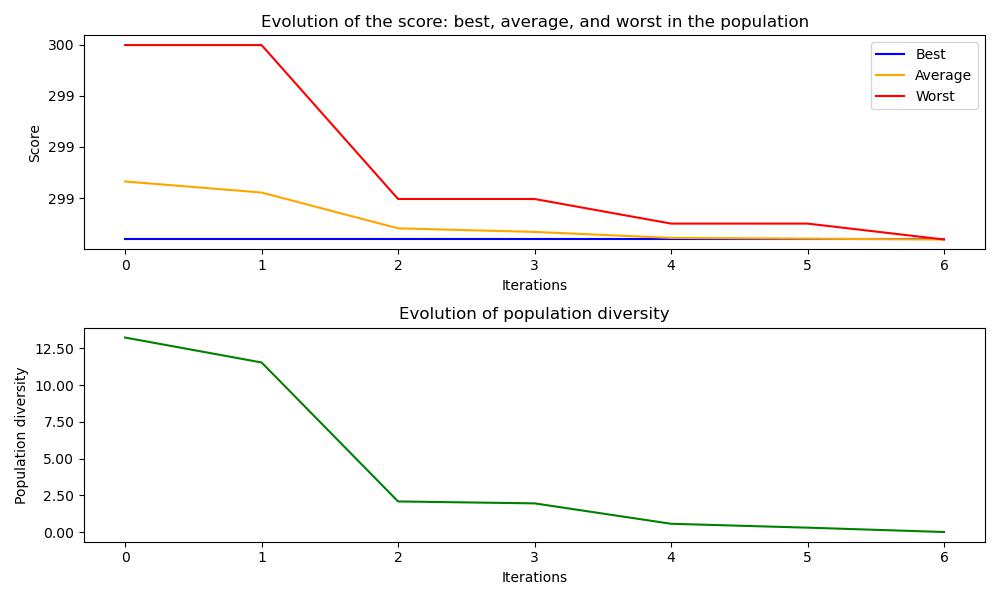 Evolution of the score: best, average, and worst in the population
300
299
299
299
Score
Best
Average
Worst
0 1 2 3 4 5 6
Iterations
Evolution of population diversity
12.50
10.00
7.50
5.00
2.50
0.00
Population diversity
0 1 2 3 4 5 6
Iterations